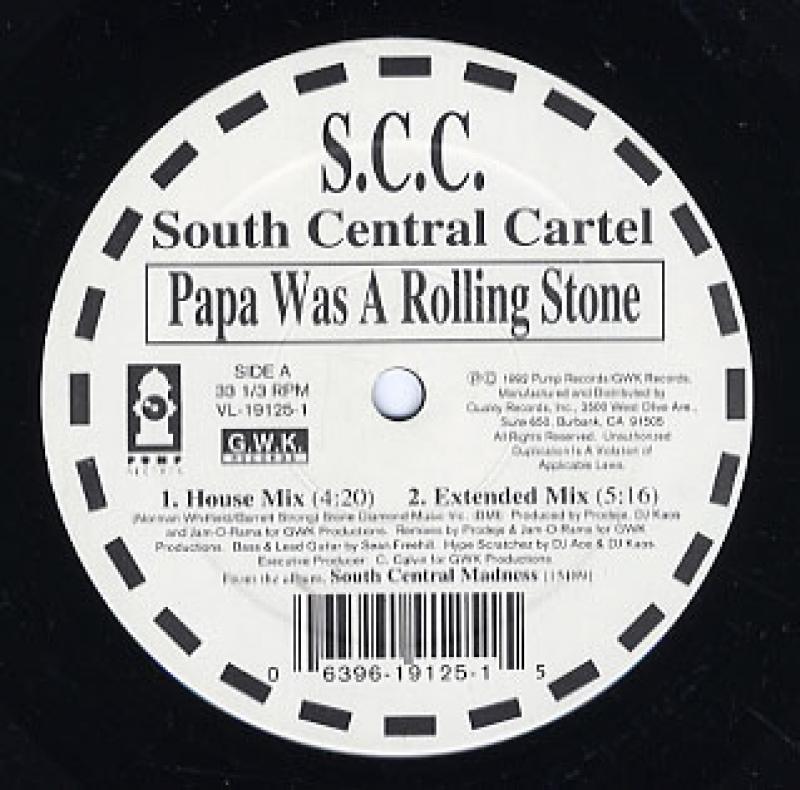 S.C.C.
South Central Cartel
Papa Was A Rolling Stone
SIDE A
33 1/3 RPM
VL-19125-1
PUMP
RECORDS
G.W.K.
RECORDS
℗© 1992 Pump Records/GWK Records.
Manufactured and Distributed by
Quality Records, Inc., 3500 West Olive Ave.,
Suite 650, Burbank, CA 91505
All Rights Reserved. Unauthorized
Duplication Is A Violation of
Applicable Laws.
1. House Mix (4:20) 2. Extended Mix (5:16)
(Norman Whitfield/Barrett Strong) Stone Diamond Music Inc. (BMI) Produced by Prodeje, DJ Kaos
and Jam-O-Rama for GWK Productions. Remixes by Prodeje & Jam-O-Rama for GWK
Productions. Bass & Lead Guitar by Sean Freehill. Hype Scratchez by DJ Ace & DJ Kaos
Executive Producer: C. Calvin for GWK Productions
From the album, South Central Madness (15109)
0 6396-19125-1 5